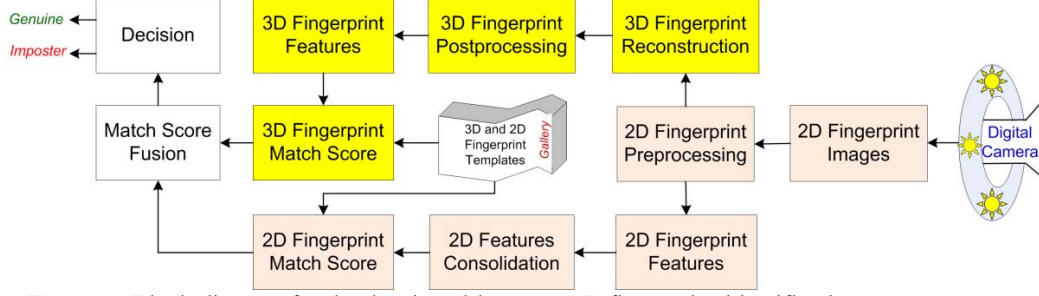 Genuine
Imposter
Decision
3D Fingerprint
Features
3D Fingerprint
Postprocessing
3D Fingerprint
Reconstruction
Match Score
Fusion
3D Fingerprint
Match Score
3D and 2D
Fingerprint
Templates
Gallery
2D Fingerprint
Preprocessing
2D Fingerprint
Images
Digital
Camera
2D Fingerprint
Match Score
2D Features
Consolidation
2D Fingerprint
Features